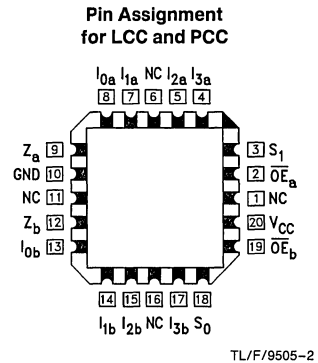 Pin Assignment
for LCC and PCC
I0a I1a NC I2a I3a
8 7 6 5 4
Za 9 3 S1
GND 10 2 O̅E̅a
NC 11 1 NC
Zb 12 20 VCC
I0b 13 19 O̅E̅b
14 15 16 17 18
I1b I2b NC I3b S0
TL/F/9505-2